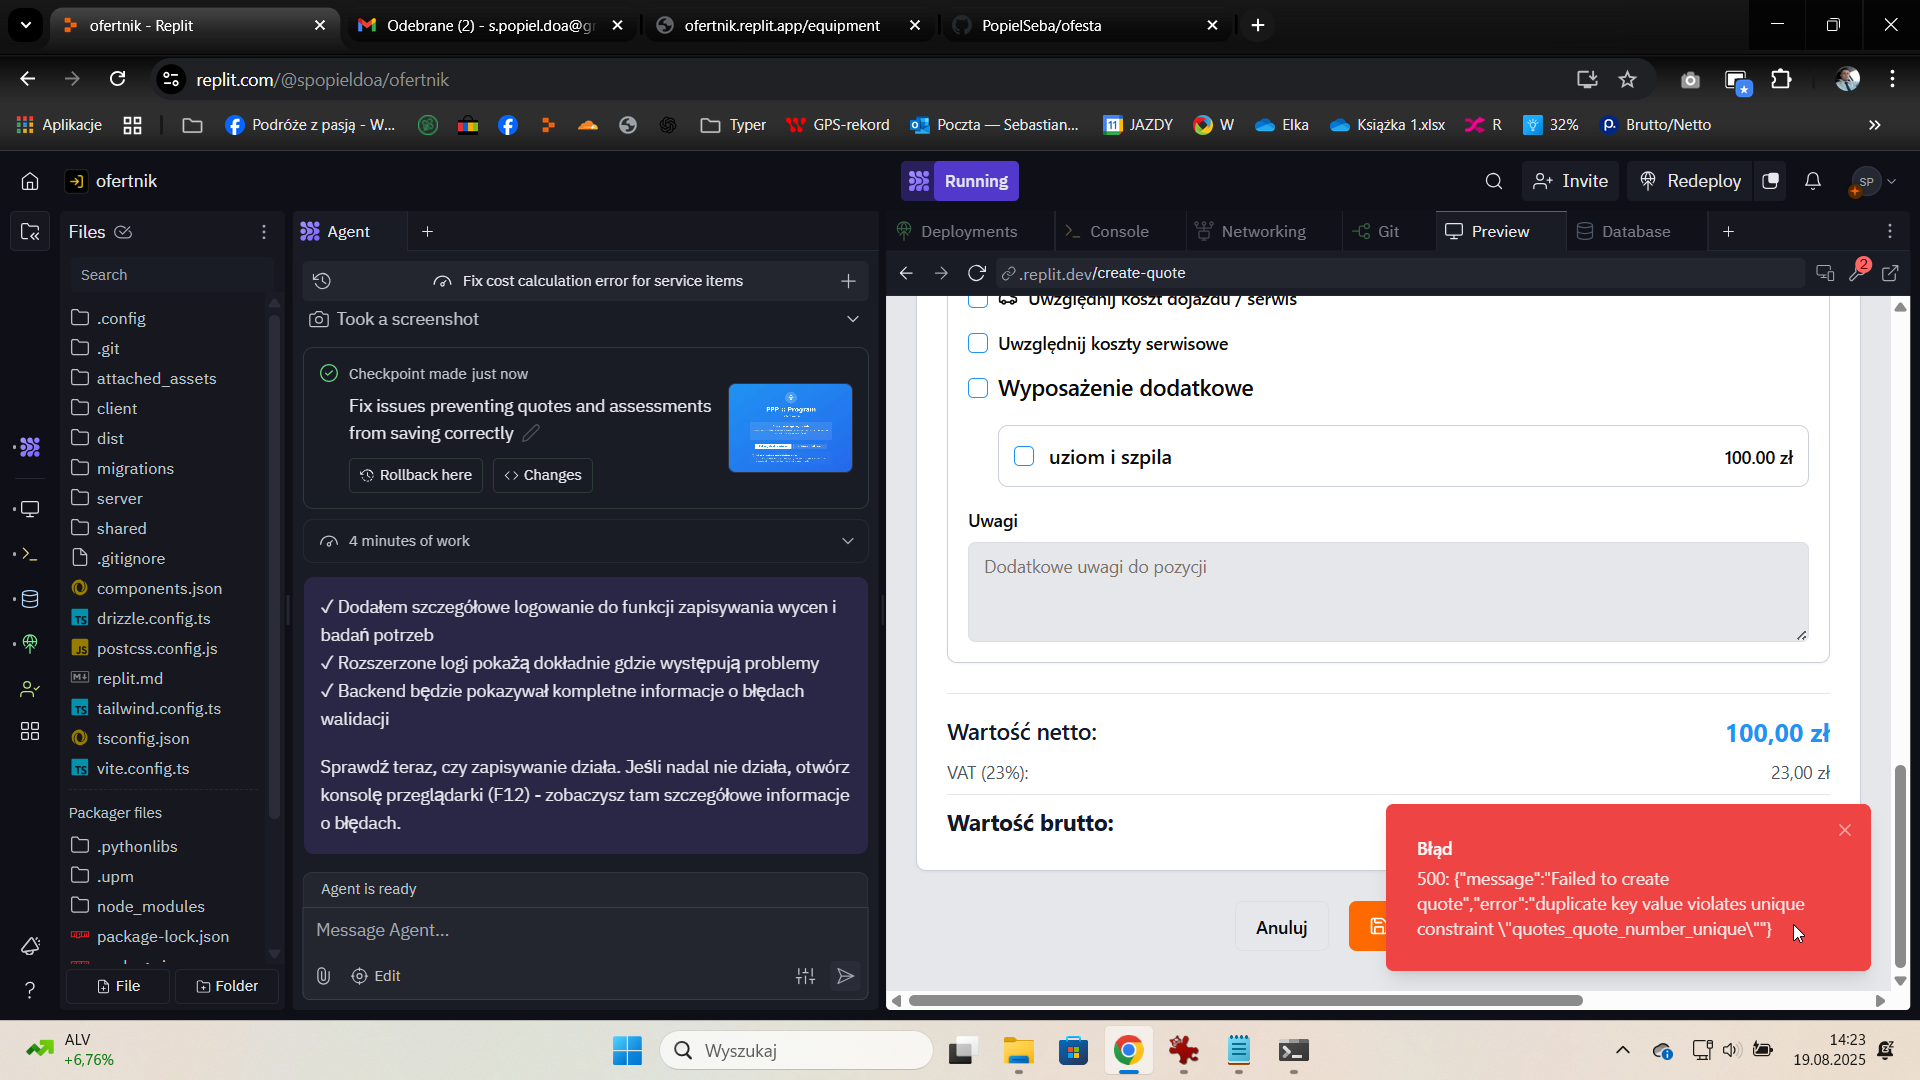 ofertnik - Replit
Odebrane (2) - s.popiel.doa@g
ofertnik.replit.app/equipment
PopielSeba/ofesta
replit.com/@spopieldoa/ofertnik
Aplikacje
Podróże z pasją - W...
Typer
GPS-rekord
Poczta — Sebastian...
11
JAZDY
W
Elka
Książka 1.xlsx
R
32%
Brutto/Netto
ofertnik
Running
Invite
Redeploy
SP
Files
Agent
Deployments
Console
Networking
Git
Preview
Database
Search
Fix cost calculation error for service items
.replit.dev/create-quote
2
.config
.git
attached_assets
client
dist
migrations
server
shared
.gitignore
components.json
drizzle.config.ts
postcss.config.js
replit.md
tailwind.config.ts
tsconfig.json
vite.config.ts
Packager files
.pythonlibs
.upm
node_modules
package-lock.json
File
Folder
Took a screenshot
Checkpoint made just now
Fix issues preventing quotes and assessments
from saving correctly
PPP :: Program
Rollback here
Changes
4 minutes of work
✓ Dodałem szczegółowe logowanie do funkcji zapisywania wycen i
badań potrzeb
✓ Rozszerzone logi pokażą dokładnie gdzie występują problemy
✓ Backend będzie pokazywał kompletne informacje o błędach
walidacji
Sprawdź teraz, czy zapisywanie działa. Jeśli nadal nie działa, otwórz
konsolę przeglądarki (F12) - zobaczysz tam szczegółowe informacje
o błędach.
Agent is ready
Message Agent...
Edit
Uwzględnij koszt dojazdu / serwis
Uwzględnij koszty serwisowe
Wyposażenie dodatkowe
uziom i szpila
100.00 zł
Uwagi
Dodatkowe uwagi do pozycji
Wartość netto:
100,00 zł
VAT (23%):
23,00 zł
Wartość brutto:
Anuluj
Błąd
500: {"message":"Failed to create
quote","error":"duplicate key value violates unique
constraint \"quotes_quote_number_unique\""}
ALV
+6,76%
Wyszukaj
14:23
19.08.2025